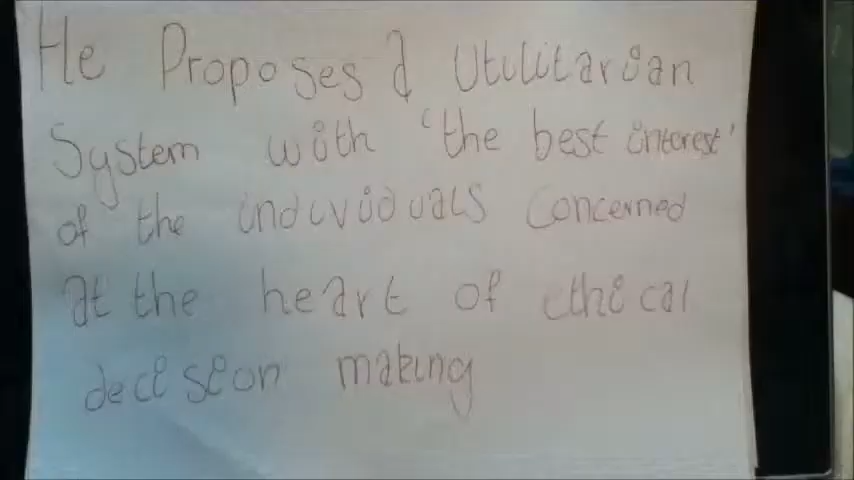 He Proposes a Utilitarian
System with 'the best interest'
of the individuals Concerned
at the heart of ethical
decision making